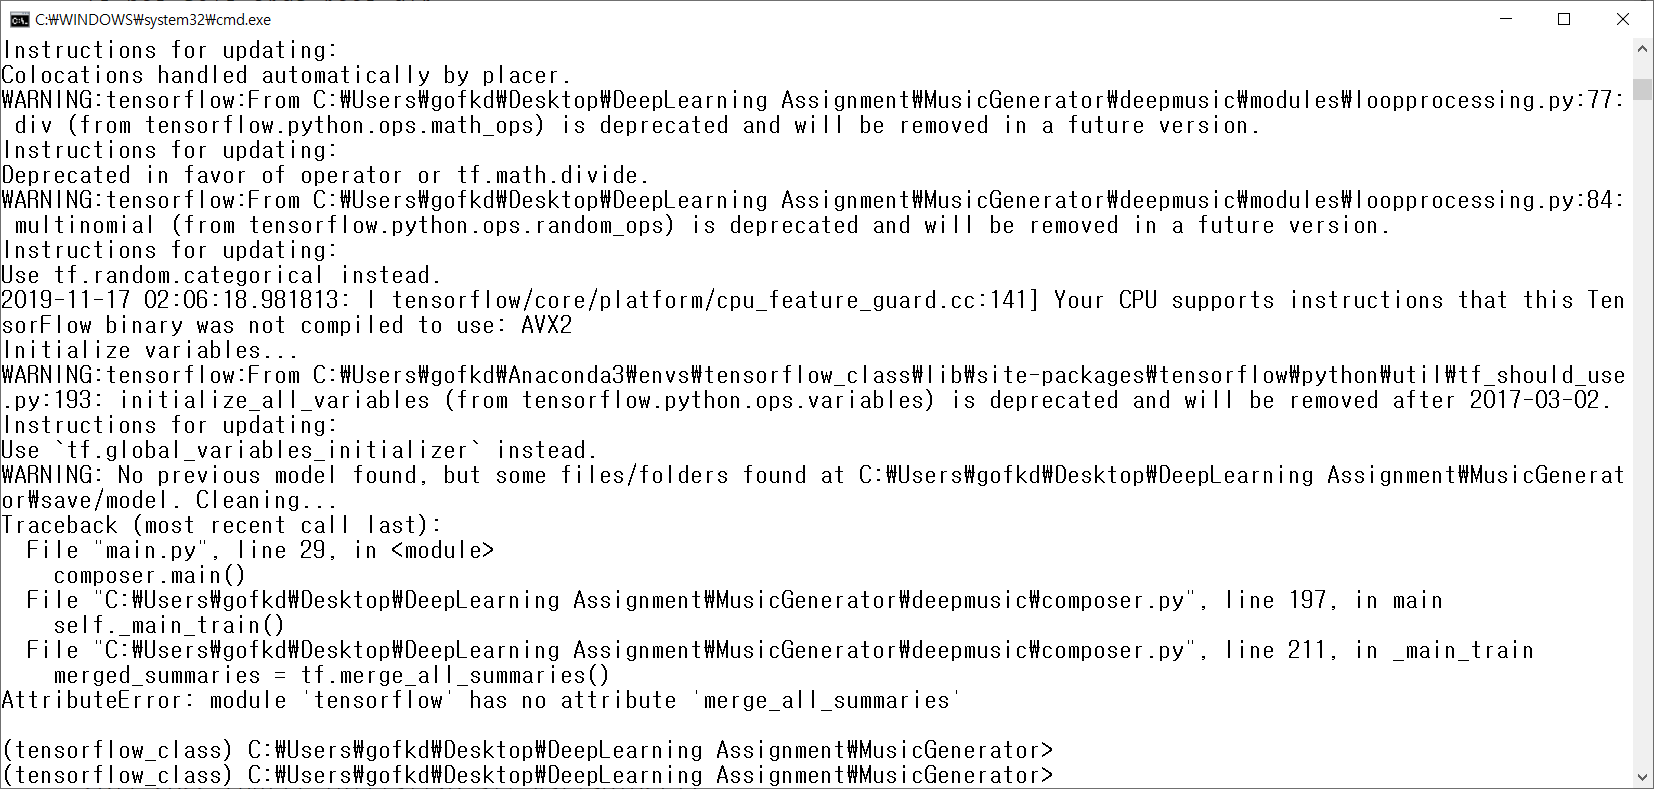 C:₩WINDOWS₩system32₩cmd.exe
Instructions for updating:
Colocations handled automatically by placer.
WARNING:tensorflow:From C:₩Users₩gofkd₩Desktop₩DeepLearning Assignment₩MusicGenerator₩deepmusic₩modules₩loopprocessing.py:77:
 div (from tensorflow.python.ops.math_ops) is deprecated and will be removed in a future version.
Instructions for updating:
Deprecated in favor of operator or tf.math.divide.
WARNING:tensorflow:From C:₩Users₩gofkd₩Desktop₩DeepLearning Assignment₩MusicGenerator₩deepmusic₩modules₩loopprocessing.py:84:
 multinomial (from tensorflow.python.ops.random_ops) is deprecated and will be removed in a future version.
Instructions for updating:
Use tf.random.categorical instead.
2019-11-17 02:06:18.981813: I tensorflow/core/platform/cpu_feature_guard.cc:141] Your CPU supports instructions that this Ten
sorFlow binary was not compiled to use: AVX2
Initialize variables...
WARNING:tensorflow:From C:₩Users₩gofkd₩Anaconda3₩envs₩tensorflow_class₩lib₩site-packages₩tensorflow₩python₩util₩tf_should_use
.py:193: initialize_all_variables (from tensorflow.python.ops.variables) is deprecated and will be removed after 2017-03-02.
Instructions for updating:
Use `tf.global_variables_initializer` instead.
WARNING: No previous model found, but some files/folders found at C:₩Users₩gofkd₩Desktop₩DeepLearning Assignment₩MusicGenerat
or₩save/model. Cleaning...
Traceback (most recent call last):
  File "main.py", line 29, in <module>
    composer.main()
  File "C:₩Users₩gofkd₩Desktop₩DeepLearning Assignment₩MusicGenerator₩deepmusic₩composer.py", line 197, in main
    self._main_train()
  File "C:₩Users₩gofkd₩Desktop₩DeepLearning Assignment₩MusicGenerator₩deepmusic₩composer.py", line 211, in _main_train
    merged_summaries = tf.merge_all_summaries()
AttributeError: module 'tensorflow' has no attribute 'merge_all_summaries'
(tensorflow_class) C:₩Users₩gofkd₩Desktop₩DeepLearning Assignment₩MusicGenerator>
(tensorflow_class) C:₩Users₩gofkd₩Desktop₩DeepLearning Assignment₩MusicGenerator>